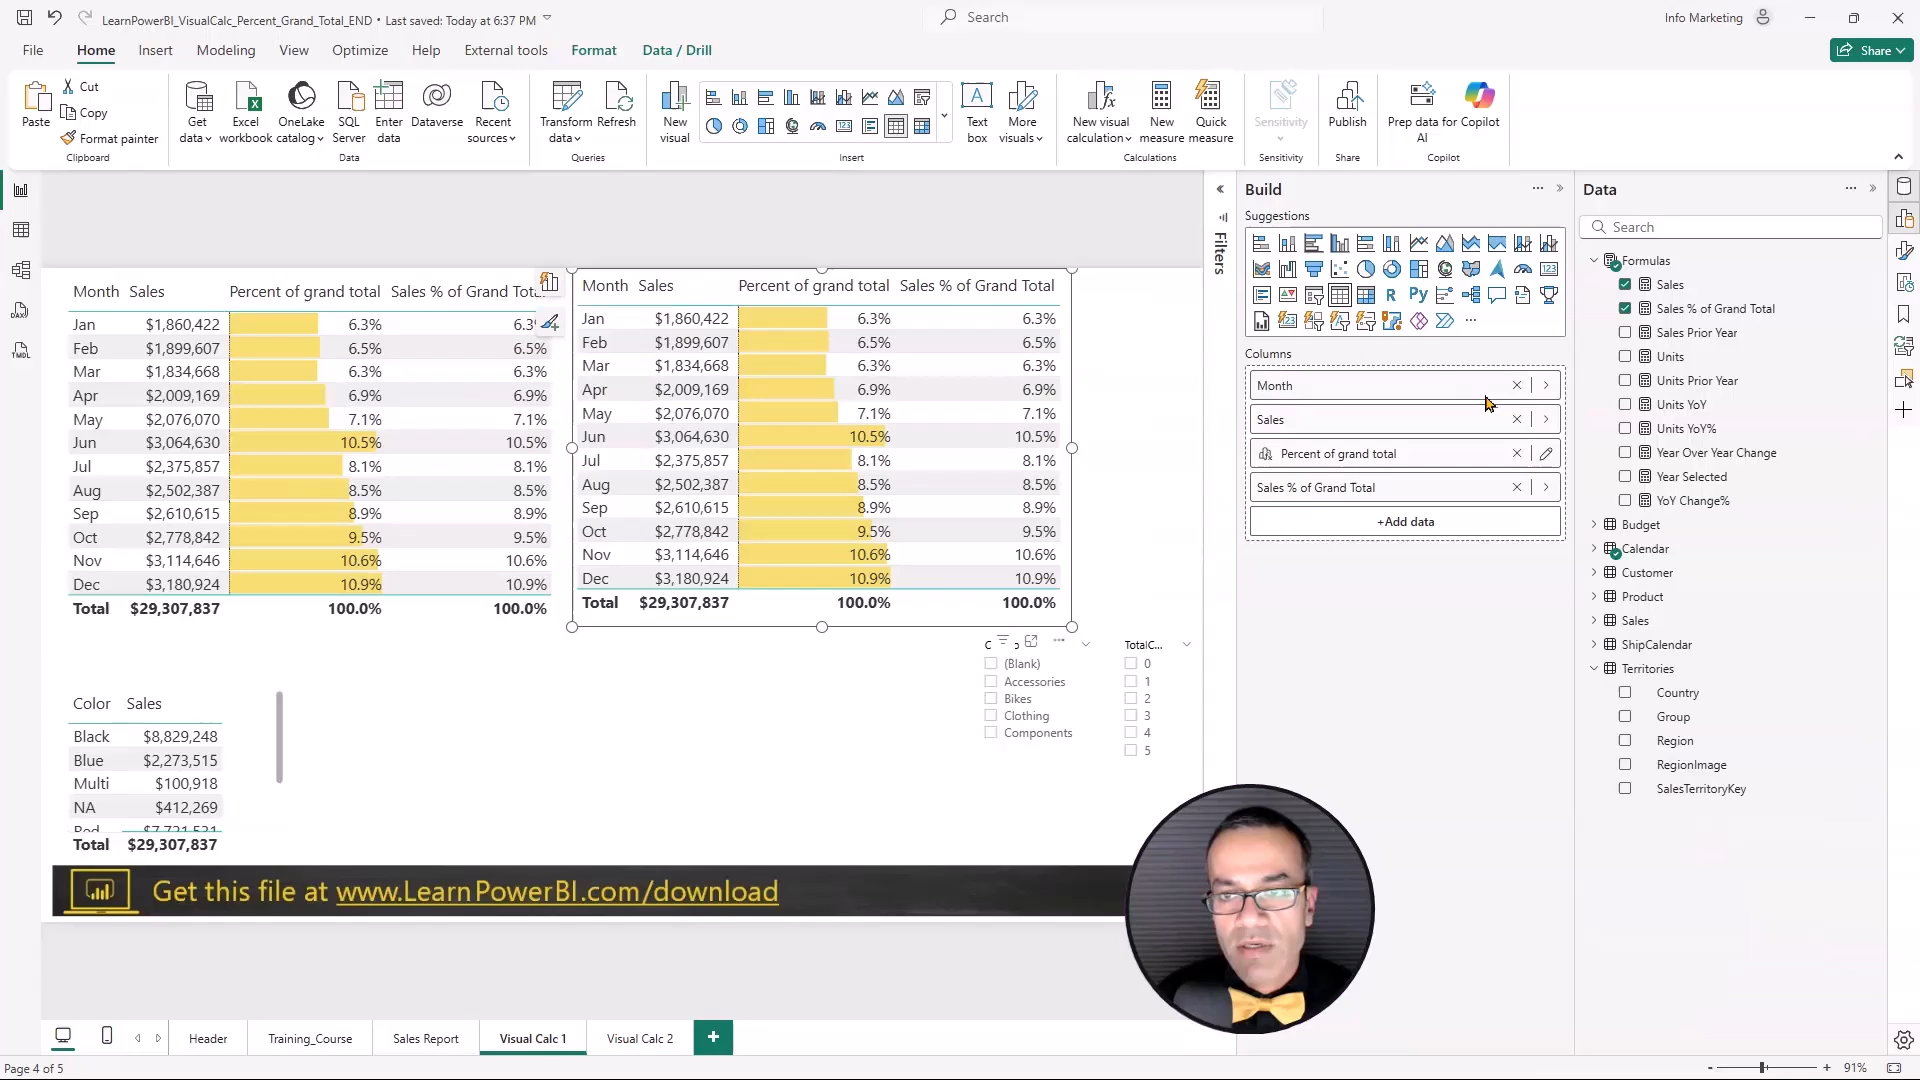 LearnPowerBI_VisualCalc_Percent_Grand_Total_END • Last saved: Today at 6:37 PM
Search
Info Marketing
File Home Insert Modeling View Optimize Help External tools Format Data / Drill
Share
Paste
Cut
Copy
Format painter
Clipboard
Get data
Excel workbook
OneLake catalog
SQL Server
Enter data
Dataverse
Recent sources
Data
Transform data
Refresh
Queries
New visual
Text box
More visuals
Insert
New visual calculation
New measure
Quick measure
Calculations
Sensitivity
Sensitivity
Publish
Share
Prep data for AI
Copilot
Copilot
Month Sales Percent of grand total Sales % of Grand Tota
Jan $1,860,422 6.3% 6.3
Feb $1,899,607 6.5% 6.5%
Mar $1,834,668 6.3% 6.3%
Apr $2,009,169 6.9% 6.9%
May $2,076,070 7.1% 7.1%
Jun $3,064,630 10.5% 10.5%
Jul $2,375,857 8.1% 8.1%
Aug $2,502,387 8.5% 8.5%
Sep $2,610,615 8.9% 8.9%
Oct $2,778,842 9.5% 9.5%
Nov $3,114,646 10.6% 10.6%
Dec $3,180,924 10.9% 10.9%
Total $29,307,837 100.0% 100.0%
Month Sales Percent of grand total Sales % of Grand Total
Jan $1,860,422 6.3% 6.3%
Feb $1,899,607 6.5% 6.5%
Mar $1,834,668 6.3% 6.3%
Apr $2,009,169 6.9% 6.9%
May $2,076,070 7.1% 7.1%
Jun $3,064,630 10.5% 10.5%
Jul $2,375,857 8.1% 8.1%
Aug $2,502,387 8.5% 8.5%
Sep $2,610,615 8.9% 8.9%
Oct $2,778,842 9.5% 9.5%
Nov $3,114,646 10.6% 10.6%
Dec $3,180,924 10.9% 10.9%
Total $29,307,837 100.0% 100.0%
(Blank)
Accessories
Bikes
Clothing
Components
TotalC...
0
1
2
3
4
5
Color Sales
Black $8,829,248
Blue $2,273,515
Multi $100,918
NA $412,269
Red $7,721,531
Total $29,307,837
Get this file at www.LearnPowerBI.com/download
Filters
Build
Suggestions
R Py
Columns
Month
Sales
Percent of grand total
Sales % of Grand Total
+Add data
Data
Search
Formulas
Sales
Sales % of Grand Total
Sales Prior Year
Units
Units Prior Year
Units YoY
Units YoY%
Year Over Year Change
Year Selected
YoY Change%
Budget
Calendar
Customer
Product
Sales
ShipCalendar
Territories
Country
Group
Region
RegionImage
SalesTerritoryKey
DAX
TMDL
Header Training_Course Sales Report Visual Calc 1 Visual Calc 2
Page 4 of 5
91%